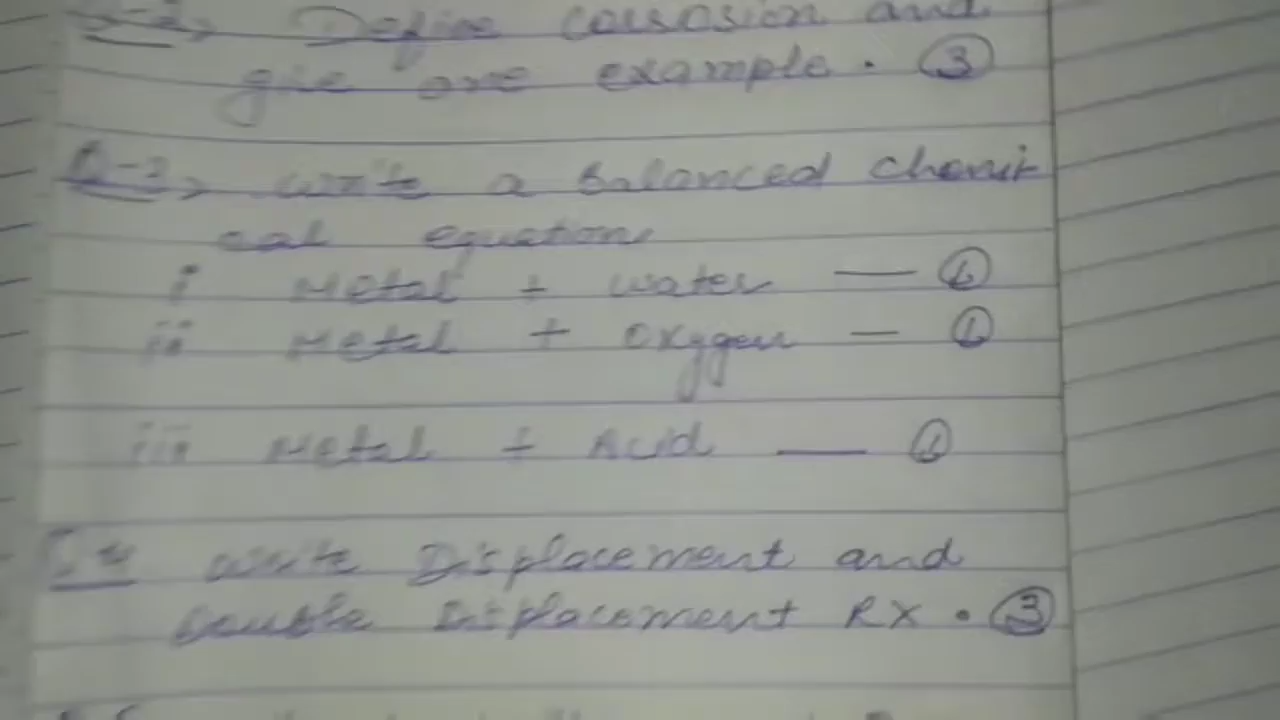 Define corrosion and
give one example. ③
Q-3, write a balanced chemi
cal equation
i Metal + water — ①
ii Metal + oxygen — ①
iii Metal + Acid — ①
write Displacement and
Double Displacement RX. ③